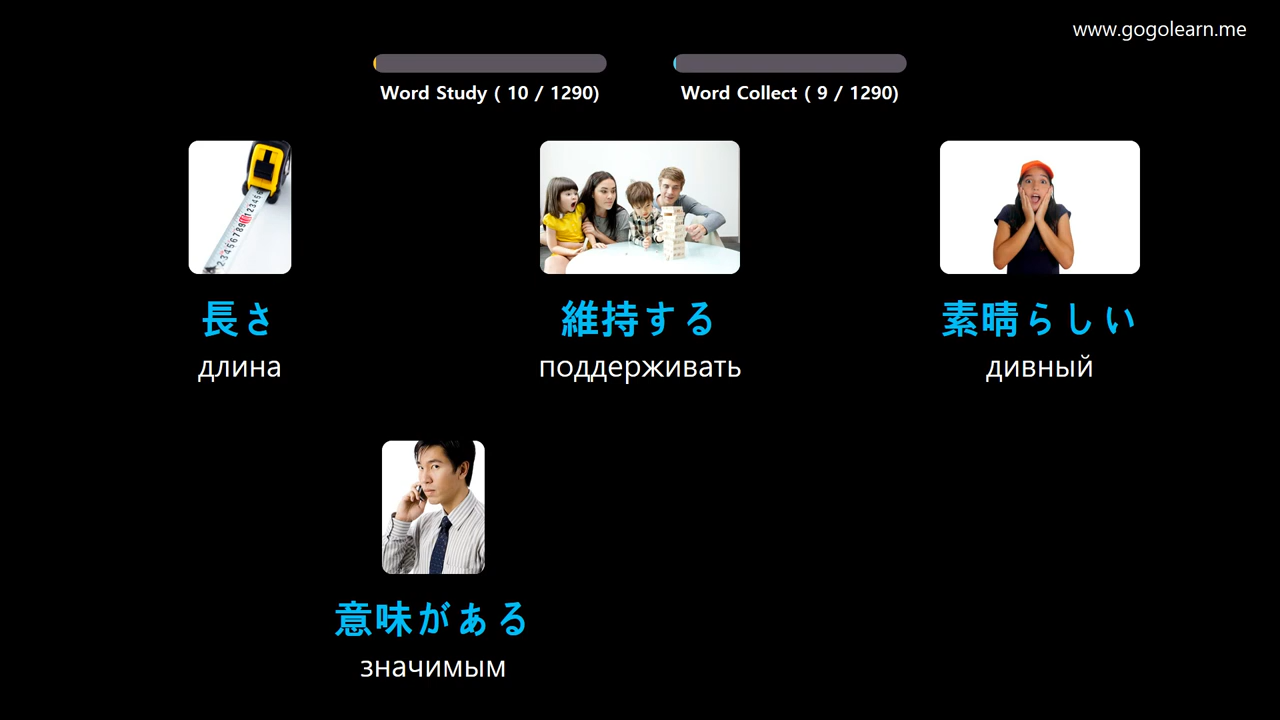 www.gogolearn.me
Word Study ( 10 / 1290)
Word Collect ( 9 / 1290)
長さ
длина
維持する
поддерживать
素晴らしい
дивный
意味がある
значимым